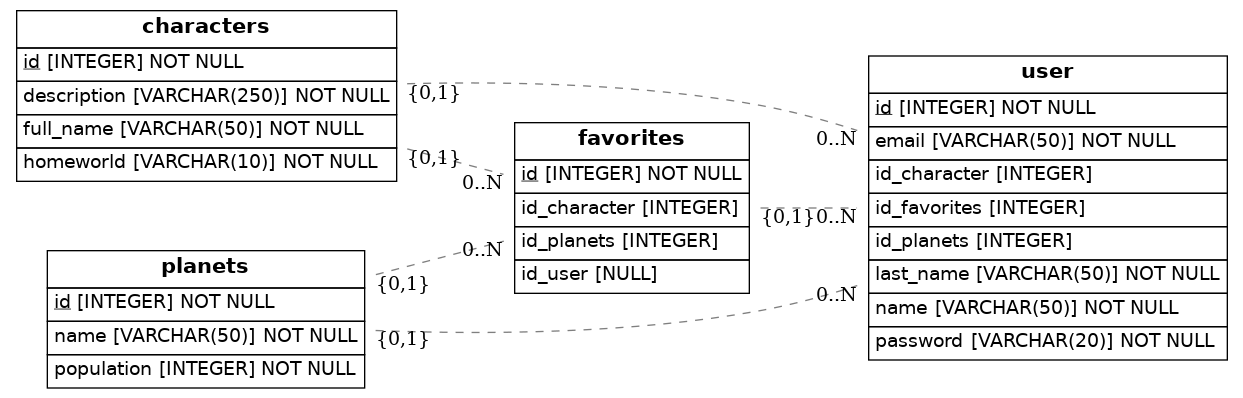 characters
id [INTEGER] NOT NULL
description [VARCHAR(250)] NOT NULL
full_name [VARCHAR(50)] NOT NULL
homeworld [VARCHAR(10)] NOT NULL
{0,1}
0..N
{0,1}
0..N
planets
id [INTEGER] NOT NULL
name [VARCHAR(50)] NOT NULL
population [INTEGER] NOT NULL
{0,1}
0..N
{0,1}
0..N
favorites
id [INTEGER] NOT NULL
id_character [INTEGER]
id_planets [INTEGER]
id_user [NULL]
{0,1}
0..N
user
id [INTEGER] NOT NULL
email [VARCHAR(50)] NOT NULL
id_character [INTEGER]
id_favorites [INTEGER]
id_planets [INTEGER]
last_name [VARCHAR(50)] NOT NULL
name [VARCHAR(50)] NOT NULL
password [VARCHAR(20)] NOT NULL